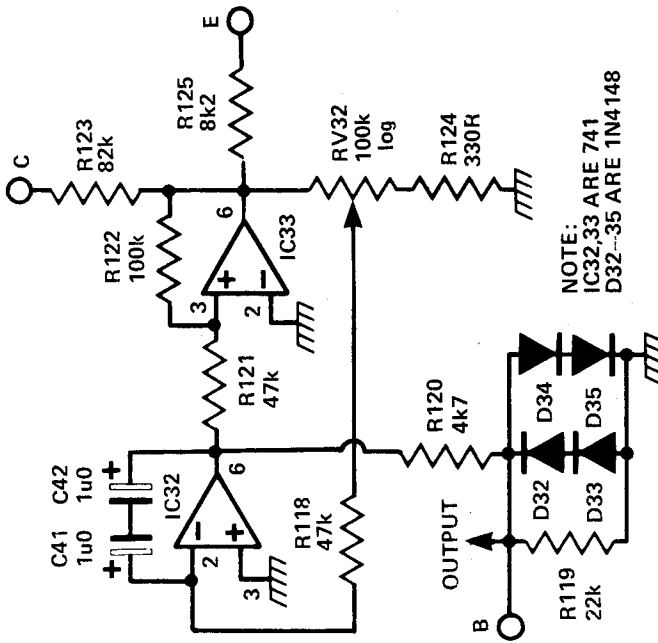 C
R123
82k
E
R125
8k2
R122
100k
6
3
+
2
−
IC33
RV32
100k
log
R124
330R
R121
47k
C41
1u0
C42
1u0
+
+
IC32
6
2
−
3
+
R118
47k
R120
4k7
OUTPUT
B
R119
22k
D32
D33
D34
D35
NOTE:
IC32,33 ARE 741
D32--35 ARE 1N4148